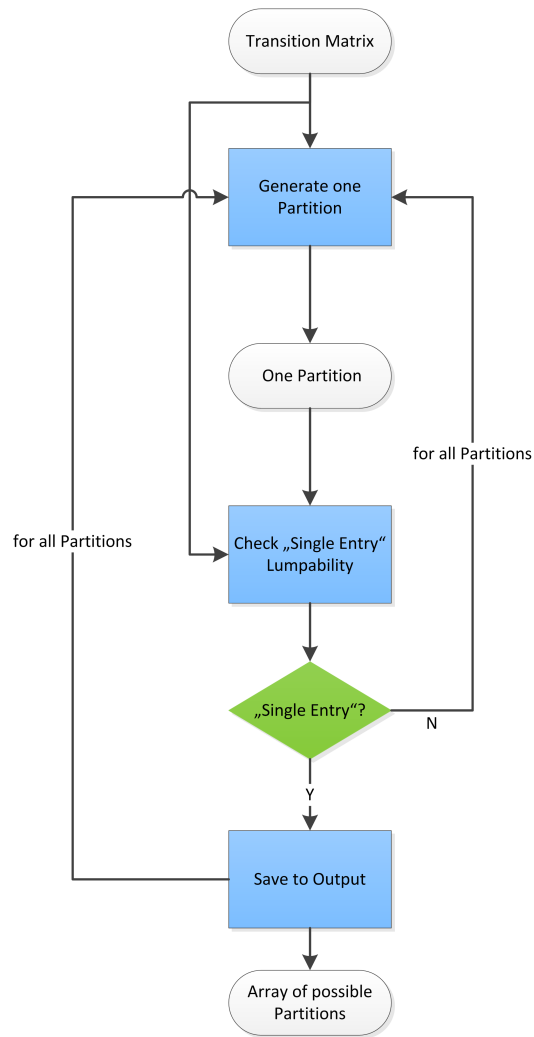 Transition Matrix
Generate one
Partition
One Partition
for all Partitions
for all Partitions
Check „Single Entry“
Lumpability
„Single Entry“?
N
Y
Save to Output
Array of possible
Partitions